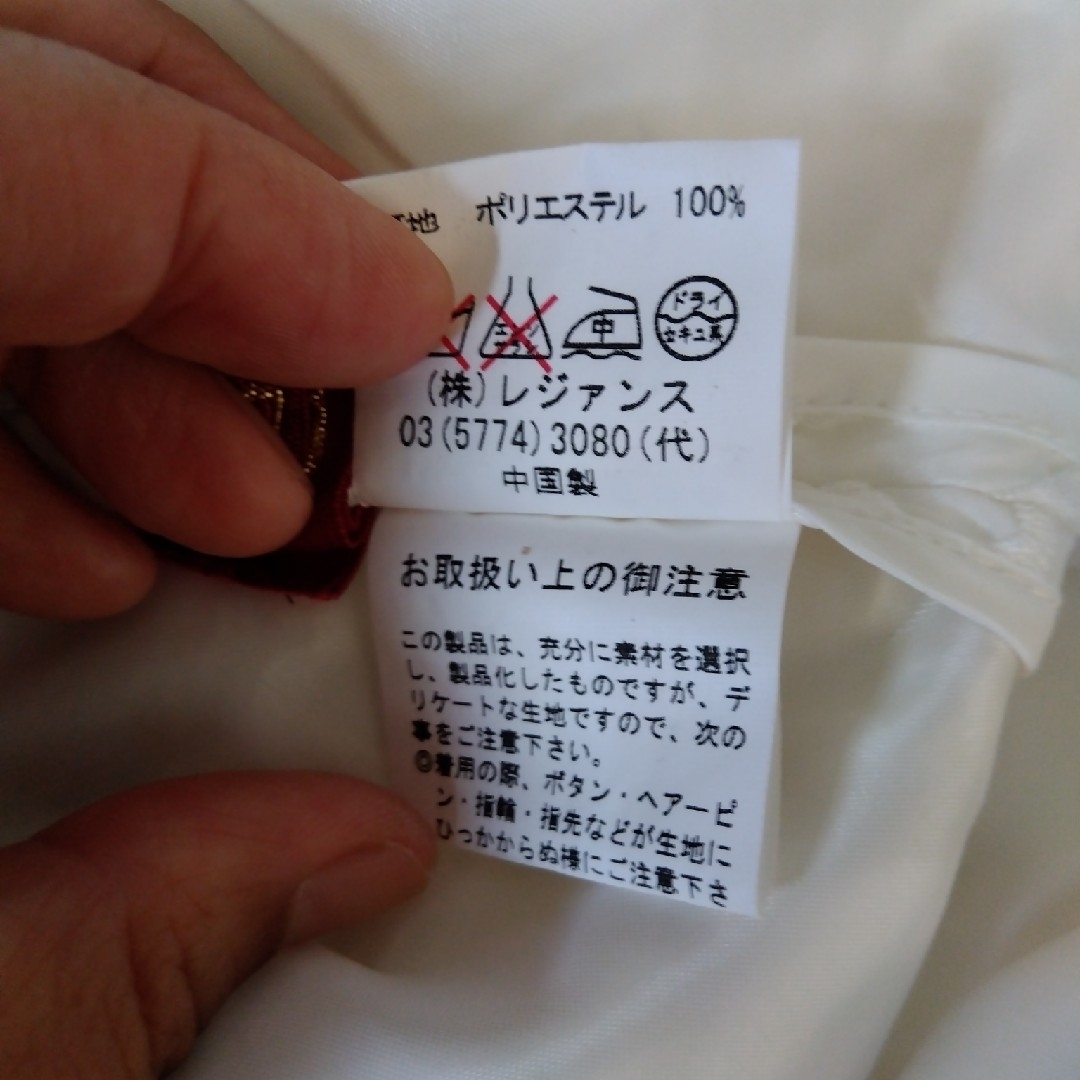 ポリエステル 100%
エンソ
サラシ
中
ドライ
セキユ系
(株)レジァンス
03(5774)3080(代)
中国製
お取扱い上の御注意
この製品は、充分に素材を選択
し、製品化したものですが、デ
リケートな生地ですので、次の
事をご注意下さい。
◎着用の際、ボタン・ヘアーピ
ン・指輪・指先などが生地に
ひっかからぬ様にご注意下さ